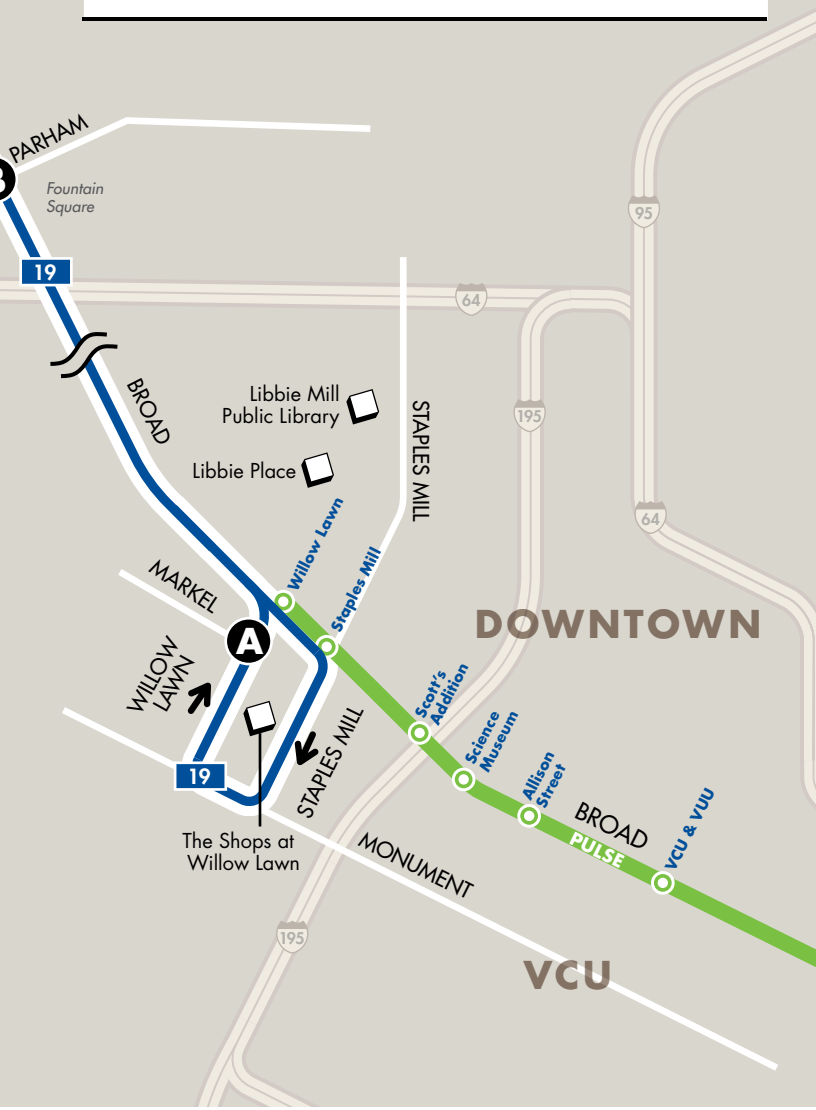 PARHAM
B
Fountain
Square
95
19
64
BROAD
Libbie Mill
Public Library
STAPLES MILL
195
Libbie Place
Willow Lawn
64
Staples Mill
MARKEL
DOWNTOWN
A
WILLOW
LAWN
Scott's
Addition
Science
Museum
STAPLES MILL
19
Allison
Street
BROAD
PULSE
VCU & VUU
The Shops at
Willow Lawn
MONUMENT
195
VCU